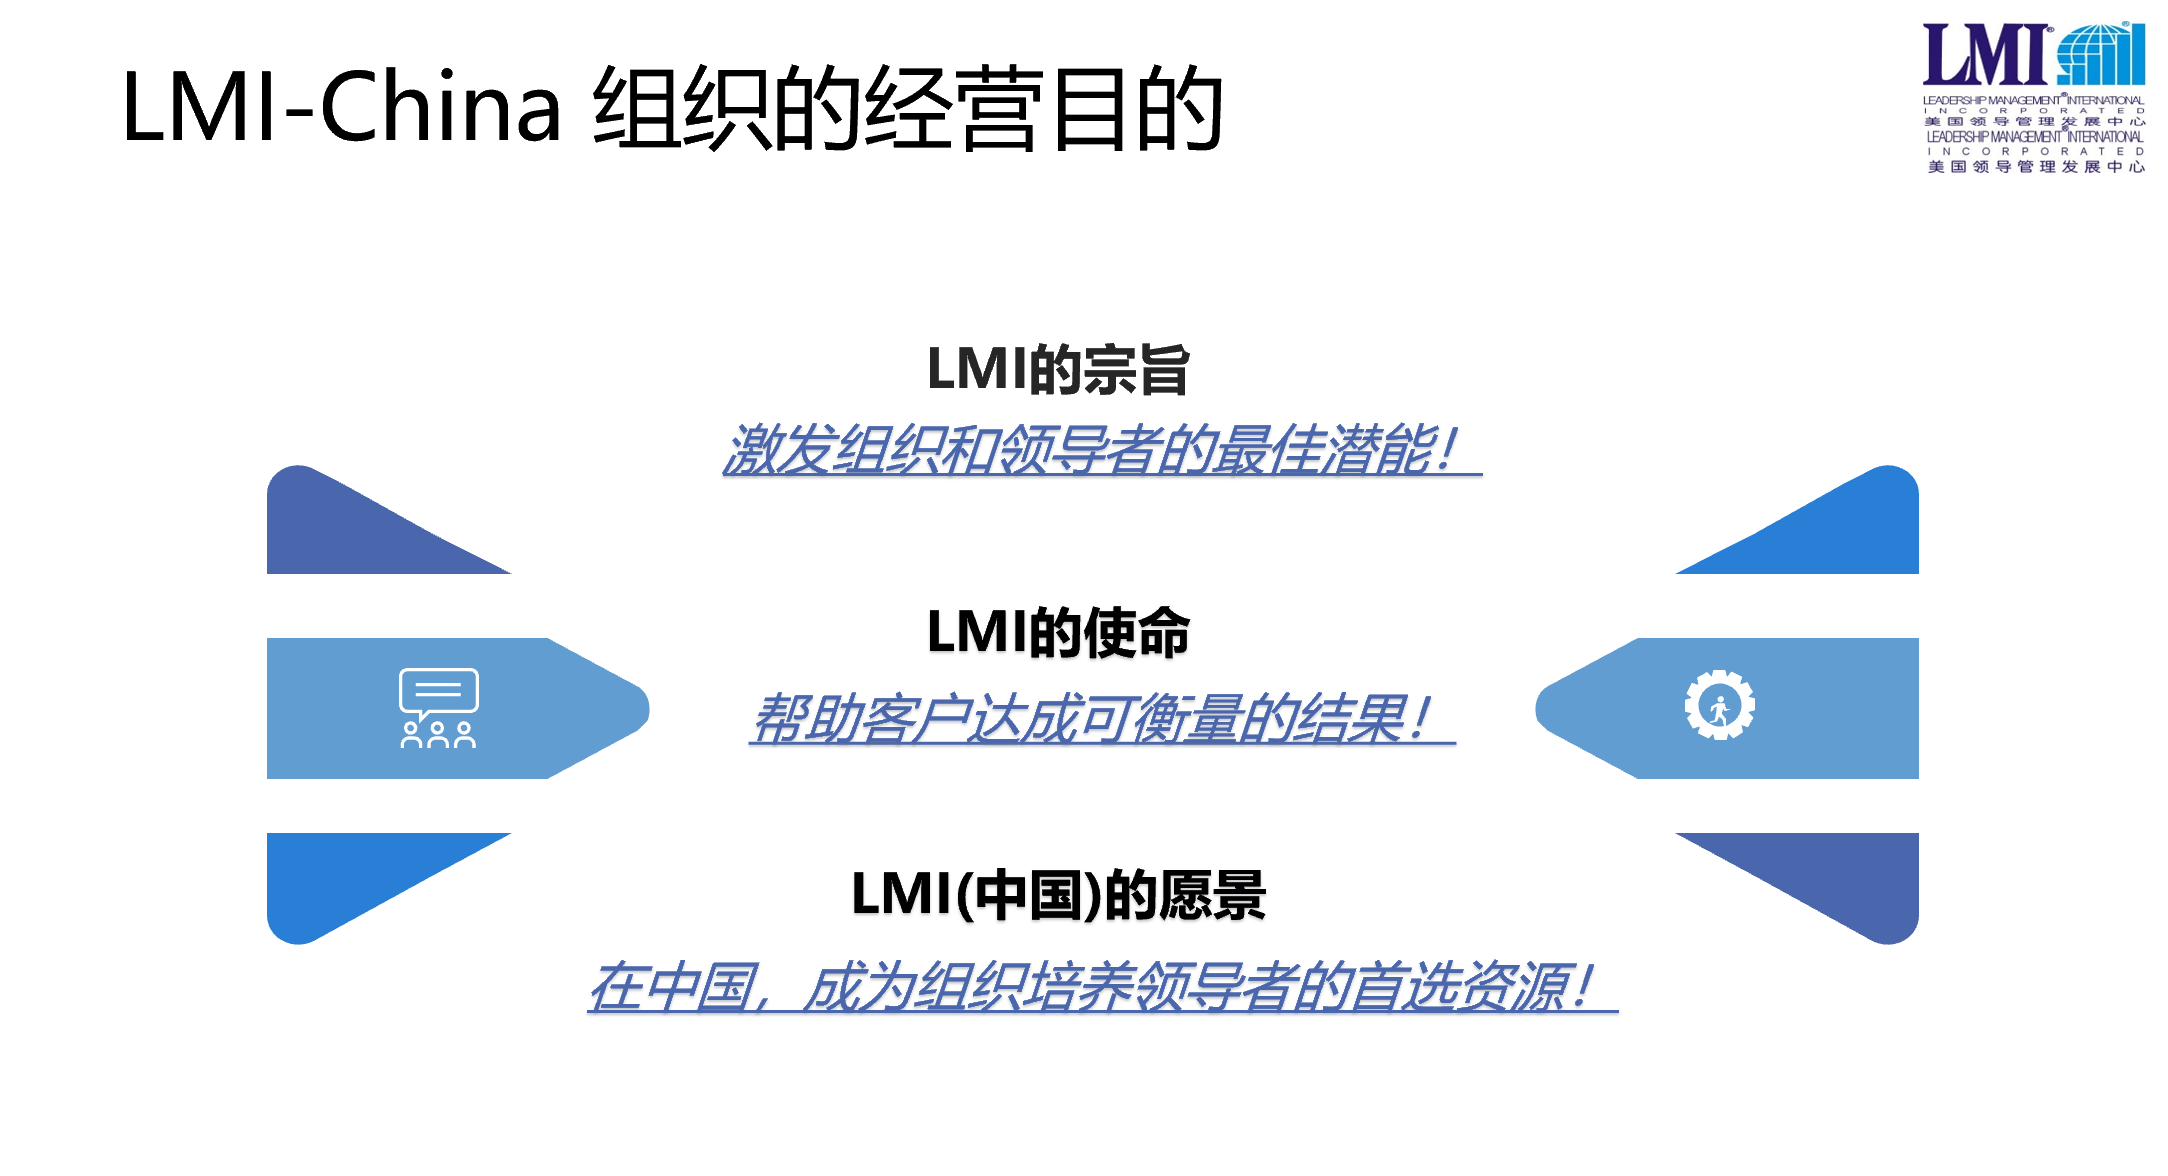 LMI-China 组织的经营目的
LMI®
LEADERSHIP MANAGEMENT®INTERNATIONAL
INCORPORATED
美国领导管理发展中心
LEADERSHIP MANAGEMENT®INTERNATIONAL
INCORPORATED
美国领导管理发展中心
LMI的宗旨
激发组织和领导者的最佳潜能！
LMI的使命
帮助客户达成可衡量的结果！
LMI(中国)的愿景
在中国，成为组织培养领导者的首选资源！